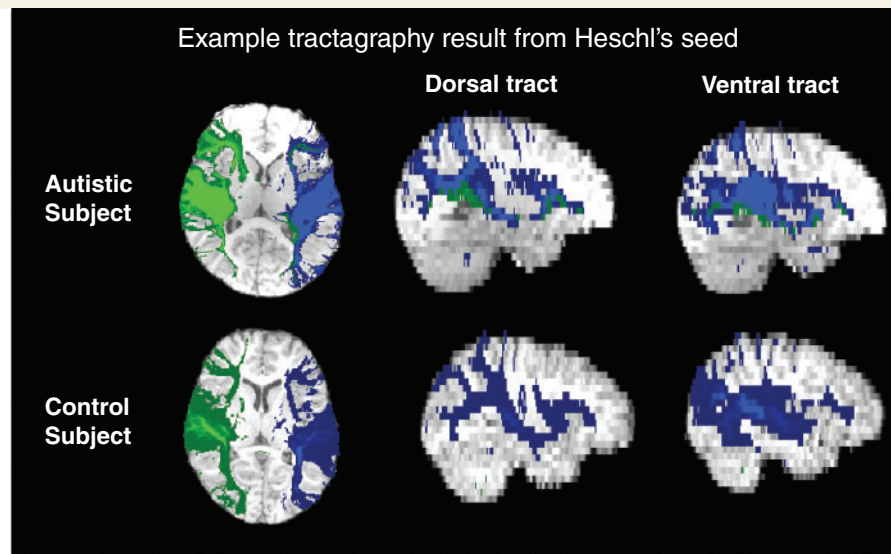 Example tractagraphy result from Heschl's seed
Dorsal tract
Ventral tract
Autistic
Subject
Control
Subject